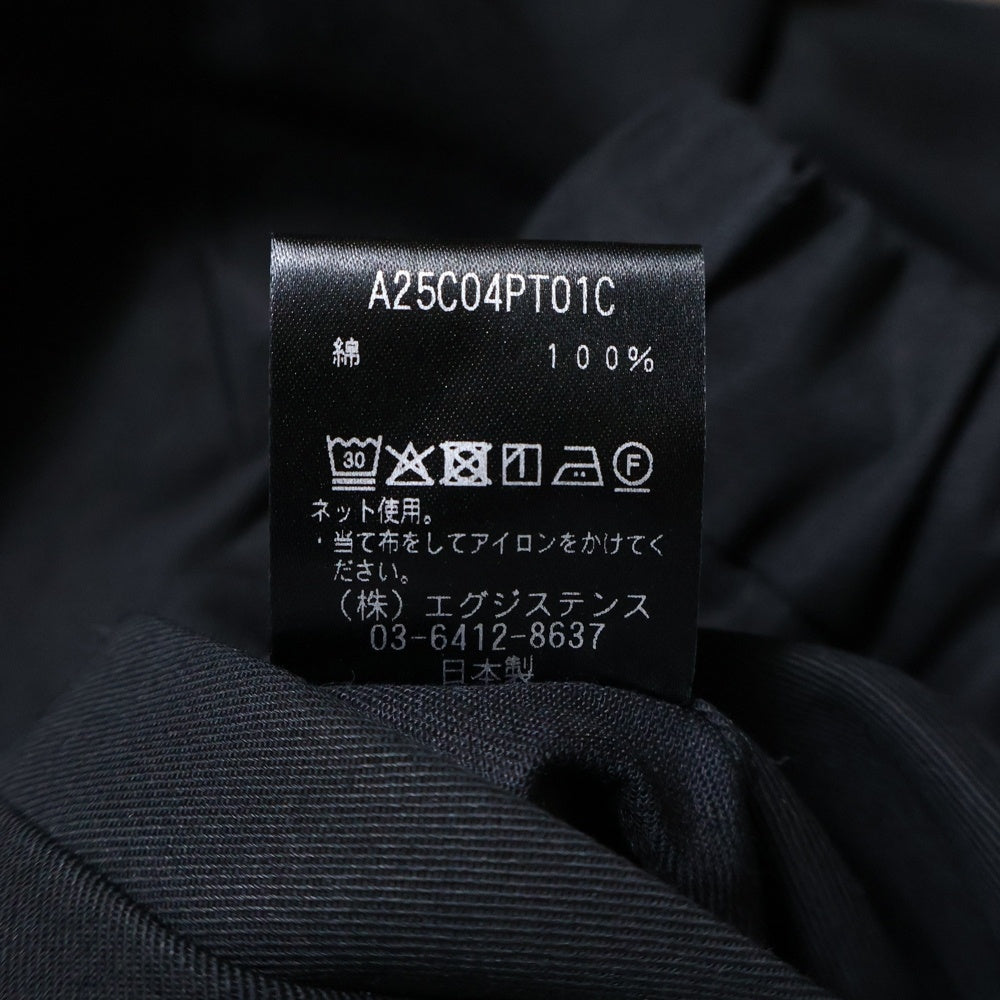 A25C04PT01C
綿 100%
30 F
ネット使用。
・当て布をしてアイロンをかけてく
ださい。
（株）エグジステンス
03-6412-8637
日本製